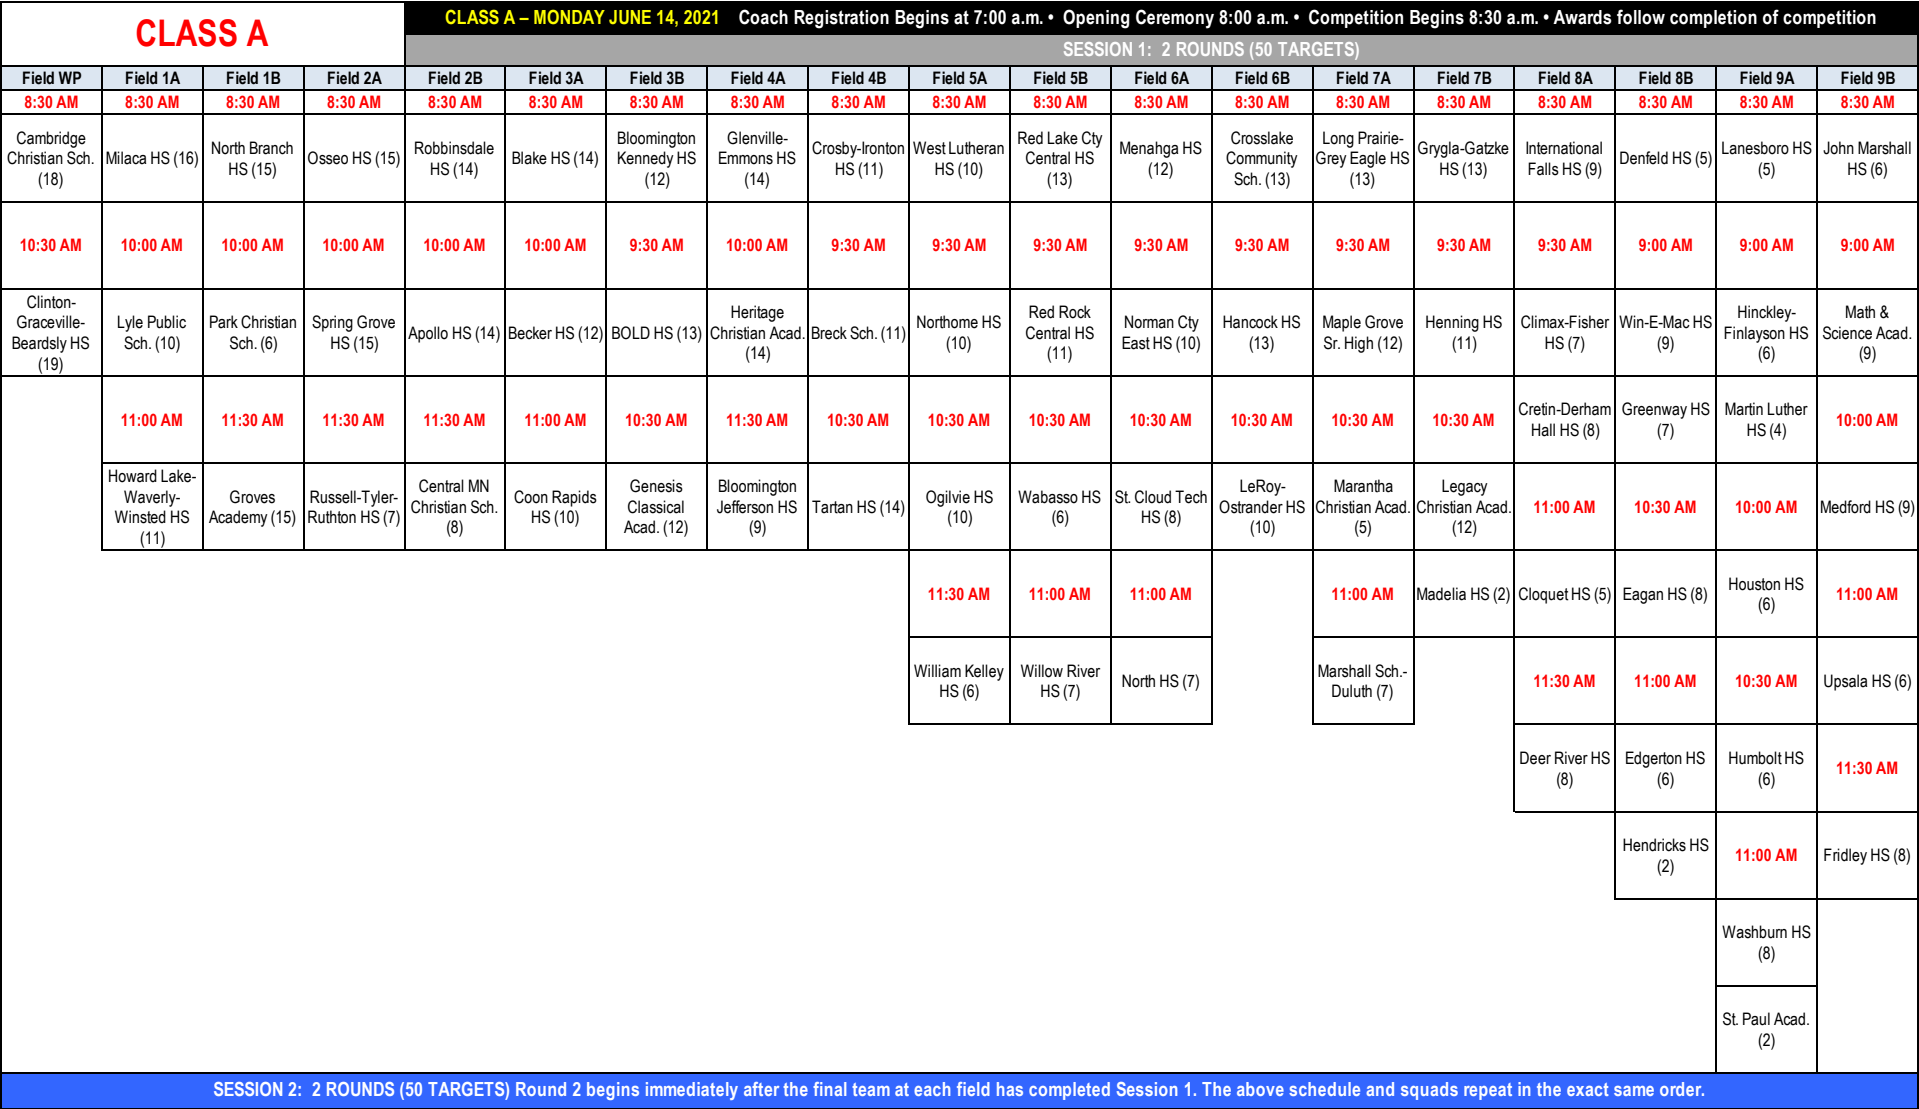 CLASS A
CLASS A – MONDAY JUNE 14, 2021 Coach Registration Begins at 7:00 a.m. • Opening Ceremony 8:00 a.m. • Competition Begins 8:30 a.m. • Awards follow completion of competition
SESSION 1: 2 ROUNDS (50 TARGETS)
Field WP Field 1A Field 1B Field 2A Field 2B Field 3A Field 3B Field 4A Field 4B Field 5A Field 5B Field 6A Field 6B Field 7A Field 7B Field 8A Field 8B Field 9A Field 9B
8:30 AM 8:30 AM 8:30 AM 8:30 AM 8:30 AM 8:30 AM 8:30 AM 8:30 AM 8:30 AM 8:30 AM 8:30 AM 8:30 AM 8:30 AM 8:30 AM 8:30 AM 8:30 AM 8:30 AM 8:30 AM 8:30 AM
Cambridge
Christian Sch.
(18)
Milaca HS (16)
North Branch
HS (15)
Osseo HS (15)
Robbinsdale
HS (14)
Blake HS (14)
Bloomington
Kennedy HS
(12)
Glenville-
Emmons HS
(14)
Crosby-Ironton
HS (11)
West Lutheran
HS (10)
Red Lake Cty
Central HS
(13)
Menahga HS
(12)
Crosslake
Community
Sch. (13)
Long Prairie-
Grey Eagle HS
(13)
Grygla-Gatzke
HS (13)
International
Falls HS (9)
Denfeld HS (5)
Lanesboro HS
(5)
John Marshall
HS (6)
10:30 AM 10:00 AM 10:00 AM 10:00 AM 10:00 AM 10:00 AM 9:30 AM 10:00 AM 9:30 AM 9:30 AM 9:30 AM 9:30 AM 9:30 AM 9:30 AM 9:30 AM 9:30 AM 9:00 AM 9:00 AM 9:00 AM
Clinton-
Graceville-
Beardsly HS
(19)
Lyle Public
Sch. (10)
Park Christian
Sch. (6)
Spring Grove
HS (15)
Apollo HS (14)
Becker HS (12)
BOLD HS (13)
Heritage
Christian Acad.
(14)
Breck Sch. (11)
Northome HS
(10)
Red Rock
Central HS
(11)
Norman Cty
East HS (10)
Hancock HS
(13)
Maple Grove
Sr. High (12)
Henning HS
(11)
Climax-Fisher
HS (7)
Win-E-Mac HS
(9)
Hinckley-
Finlayson HS
(6)
Math &
Science Acad.
(9)
11:00 AM 11:30 AM 11:30 AM 11:30 AM 11:00 AM 10:30 AM 11:30 AM 10:30 AM 10:30 AM 10:30 AM 10:30 AM 10:30 AM 10:30 AM 10:30 AM
Cretin-Derham
Hall HS (8)
Greenway HS
(7)
Martin Luther
HS (4)
10:00 AM
Howard Lake-
Waverly-
Winsted HS
(11)
Groves
Academy (15)
Russell-Tyler-
Ruthton HS (7)
Central MN
Christian Sch.
(8)
Coon Rapids
HS (10)
Genesis
Classical
Acad. (12)
Bloomington
Jefferson HS
(9)
Tartan HS (14)
Ogilvie HS
(10)
Wabasso HS
(6)
St. Cloud Tech
HS (8)
LeRoy-
Ostrander HS
(10)
Marantha
Christian Acad.
(5)
Legacy
Christian Acad.
(12)
11:00 AM
10:30 AM
10:00 AM
Medford HS (9)
11:30 AM 11:00 AM 11:00 AM 11:00 AM
Madelia HS (2)
Cloquet HS (5)
Eagan HS (8)
Houston HS
(6)
11:00 AM
William Kelley
HS (6)
Willow River
HS (7)
North HS (7)
Marshall Sch.-
Duluth (7)
11:30 AM
11:00 AM
10:30 AM
Upsala HS (6)
Deer River HS
(8)
Edgerton HS
(6)
Humbolt HS
(6)
11:30 AM
Hendricks HS
(2)
11:00 AM
Fridley HS (8)
Washburn HS
(8)
St. Paul Acad.
(2)
SESSION 2: 2 ROUNDS (50 TARGETS) Round 2 begins immediately after the final team at each field has completed Session 1. The above schedule and squads repeat in the exact same order.